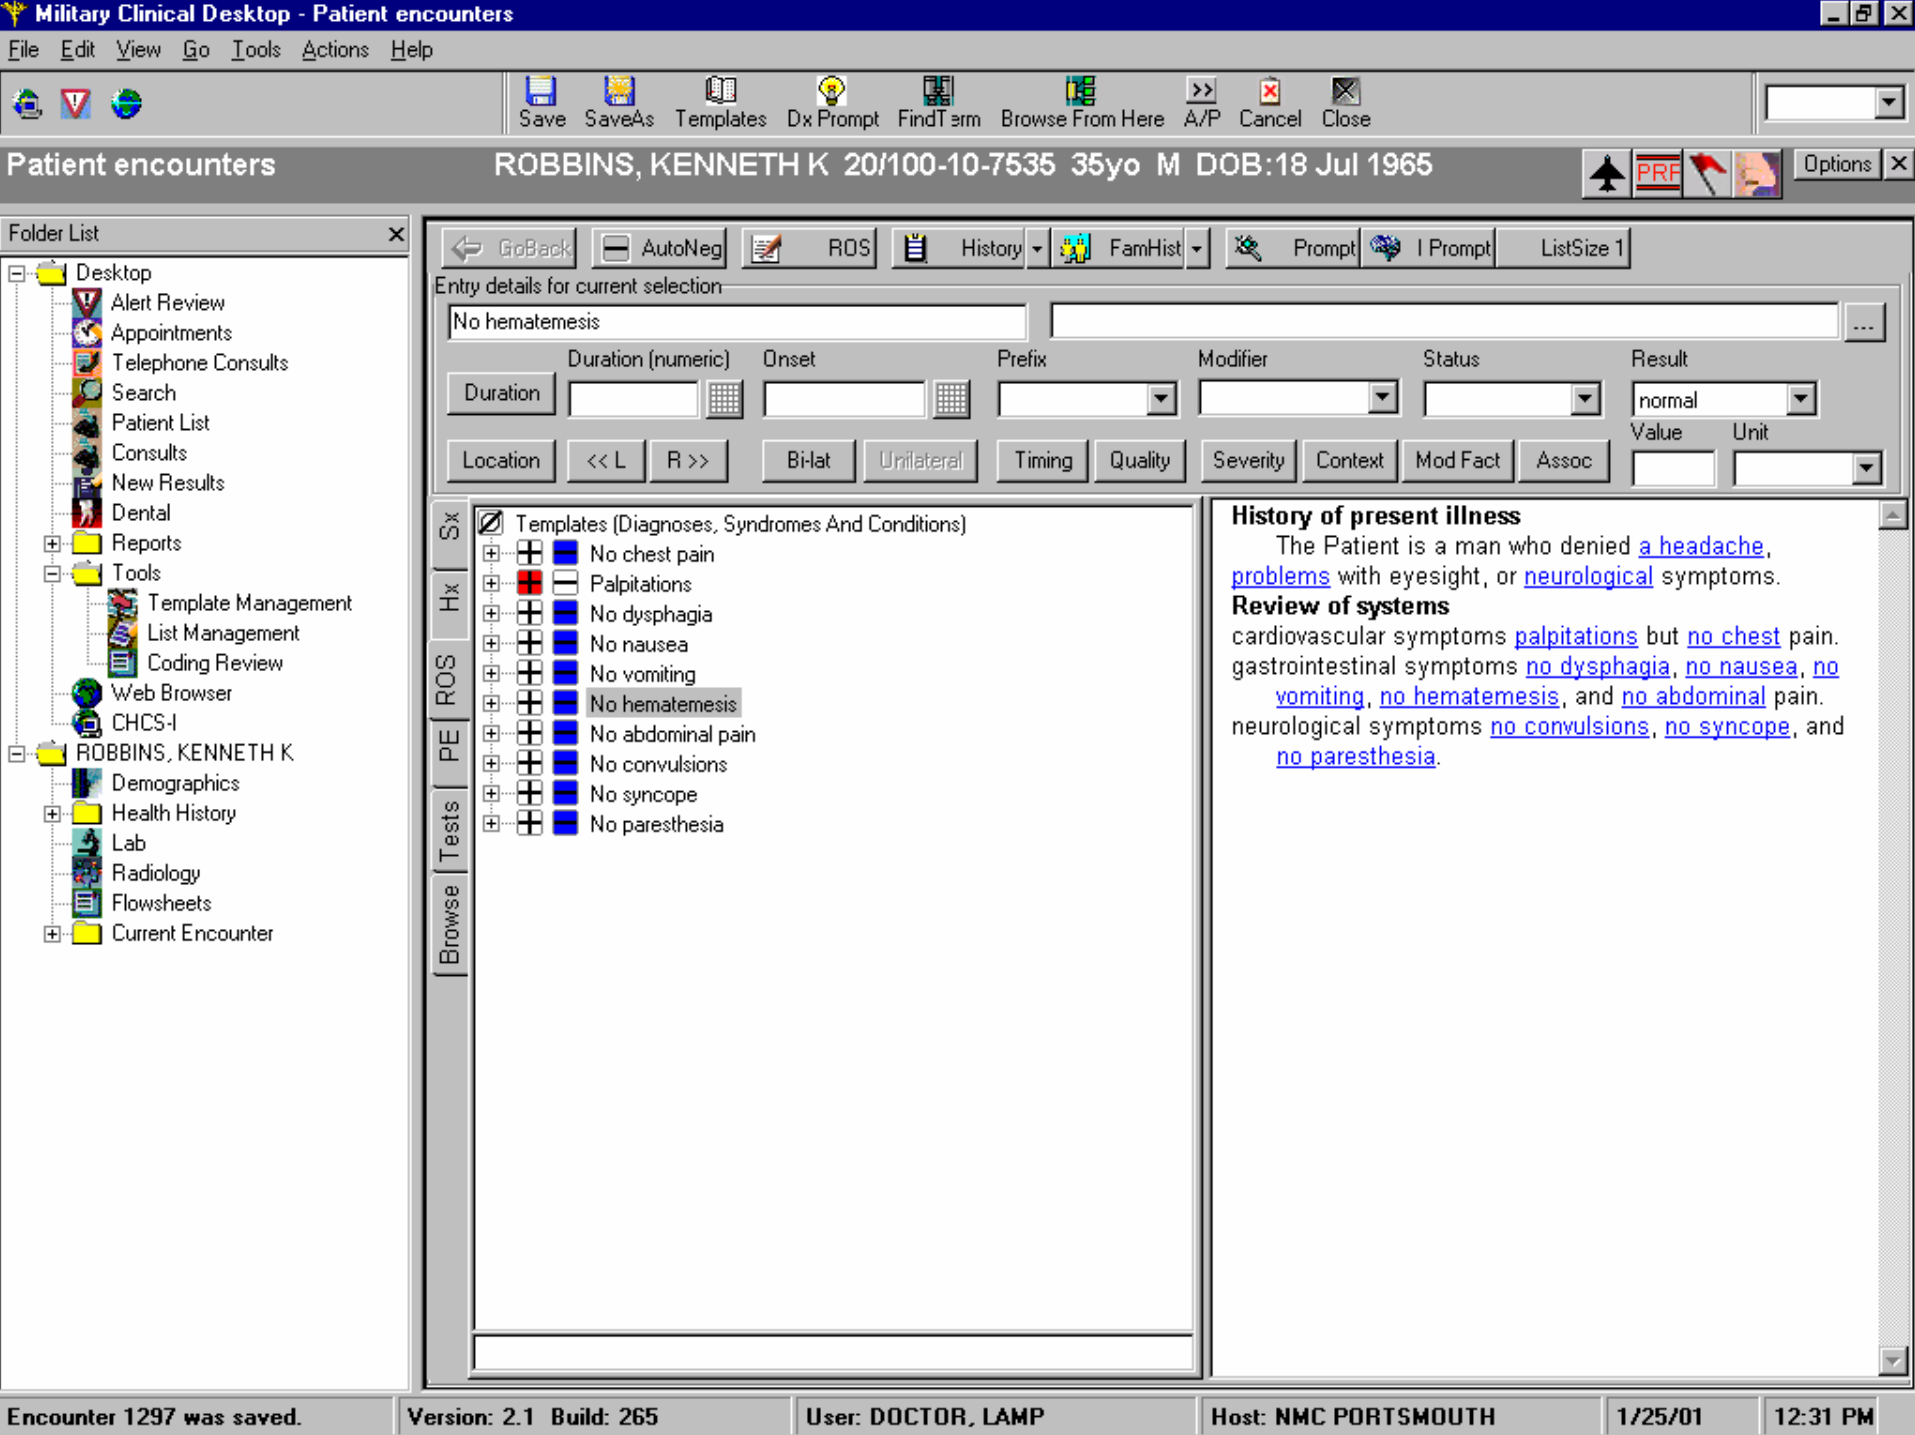 Military Clinical Desktop - Patient encounters
File Edit View Go Tools Actions Help
Save SaveAs Templates Dx Prompt FindTerm Browse From Here A/P Cancel Close
Patient encounters ROBBINS, KENNETH K 20/100-10-7535 35yo M DOB:18 Jul 1965 PRF Options
Folder List
Desktop
Alert Review
Appointments
Telephone Consults
Search
Patient List
Consults
New Results
Dental
Reports
Tools
Template Management
List Management
Coding Review
Web Browser
CHCS-I
ROBBINS, KENNETH K
Demographics
Health History
Lab
Radiology
Flowsheets
Current Encounter
GoBack AutoNeg ROS History FamHist Prompt I Prompt ListSize 1
Entry details for current selection
No hematemesis ...
Duration (numeric) Onset Prefix Modifier Status Result
Duration normal
Value Unit
Location << L R >> Bi-lat Unilateral Timing Quality Severity Context Mod Fact Assoc
Sx
Hx
ROS
PE
Tests
Browse
Templates (Diagnoses, Syndromes And Conditions)
No chest pain
Palpitations
No dysphagia
No nausea
No vomiting
No hematemesis
No abdominal pain
No convulsions
No syncope
No paresthesia
History of present illness
The Patient is a man who denied a headache,
problems with eyesight, or neurological symptoms.
Review of systems
cardiovascular symptoms palpitations but no chest pain.
gastrointestinal symptoms no dysphagia, no nausea, no
vomiting, no hematemesis, and no abdominal pain.
neurological symptoms no convulsions, no syncope, and
no paresthesia.
Encounter 1297 was saved. Version: 2.1 Build: 265 User: DOCTOR, LAMP Host: NMC PORTSMOUTH 1/25/01 12:31 PM